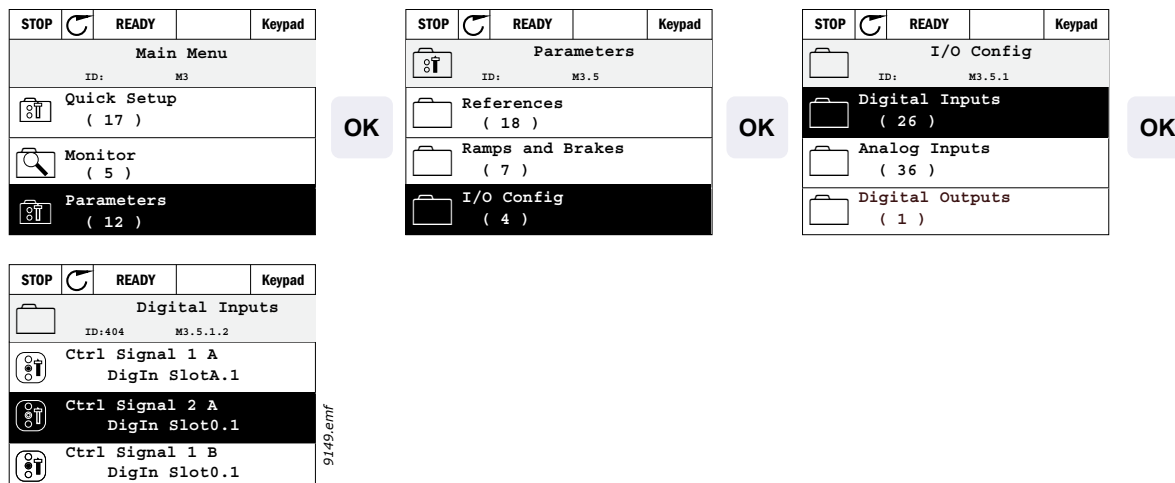 STOP READY Keypad
Main Menu
ID: M3
Quick Setup
( 17 )
Monitor
( 5 )
Parameters
( 12 )
OK
STOP READY Keypad
Parameters
ID: M3.5
References
( 18 )
Ramps and Brakes
( 7 )
I/O Config
( 4 )
OK
STOP READY Keypad
I/O Config
ID: M3.5.1
Digital Inputs
( 26 )
Analog Inputs
( 36 )
Digital Outputs
( 1 )
OK
STOP READY Keypad
Digital Inputs
ID:404 M3.5.1.2
Ctrl Signal 1 A
DigIn SlotA.1
Ctrl Signal 2 A
DigIn Slot0.1
Ctrl Signal 1 B
DigIn Slot0.1
9149.emf